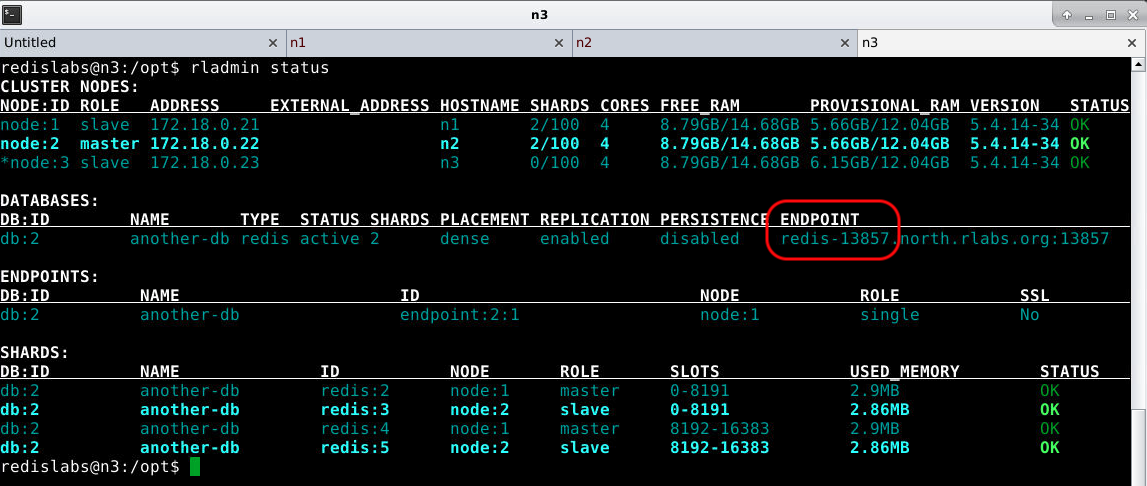 n3
Untitled × n1 × n2 × n3 ×
redislabs@n3:/opt$ rladmin status
CLUSTER NODES:
NODE:ID ROLE ADDRESS EXTERNAL_ADDRESS HOSTNAME SHARDS CORES FREE_RAM PROVISIONAL_RAM VERSION STATUS
node:1 slave 172.18.0.21 n1 2/100 4 8.79GB/14.68GB 5.66GB/12.04GB 5.4.14-34 OK
node:2 master 172.18.0.22 n2 2/100 4 8.79GB/14.68GB 5.66GB/12.04GB 5.4.14-34 OK
*node:3 slave 172.18.0.23 n3 0/100 4 8.79GB/14.68GB 6.15GB/12.04GB 5.4.14-34 OK
DATABASES:
DB:ID NAME TYPE STATUS SHARDS PLACEMENT REPLICATION PERSISTENCE ENDPOINT
db:2 another-db redis active 2 dense enabled disabled redis-13857.north.rlabs.org:13857
ENDPOINTS:
DB:ID NAME ID NODE ROLE SSL
db:2 another-db endpoint:2:1 node:1 single No
SHARDS:
DB:ID NAME ID NODE ROLE SLOTS USED_MEMORY STATUS
db:2 another-db redis:2 node:1 master 0-8191 2.9MB OK
db:2 another-db redis:3 node:2 slave 0-8191 2.86MB OK
db:2 another-db redis:4 node:1 master 8192-16383 2.9MB OK
db:2 another-db redis:5 node:2 slave 8192-16383 2.86MB OK
redislabs@n3:/opt$